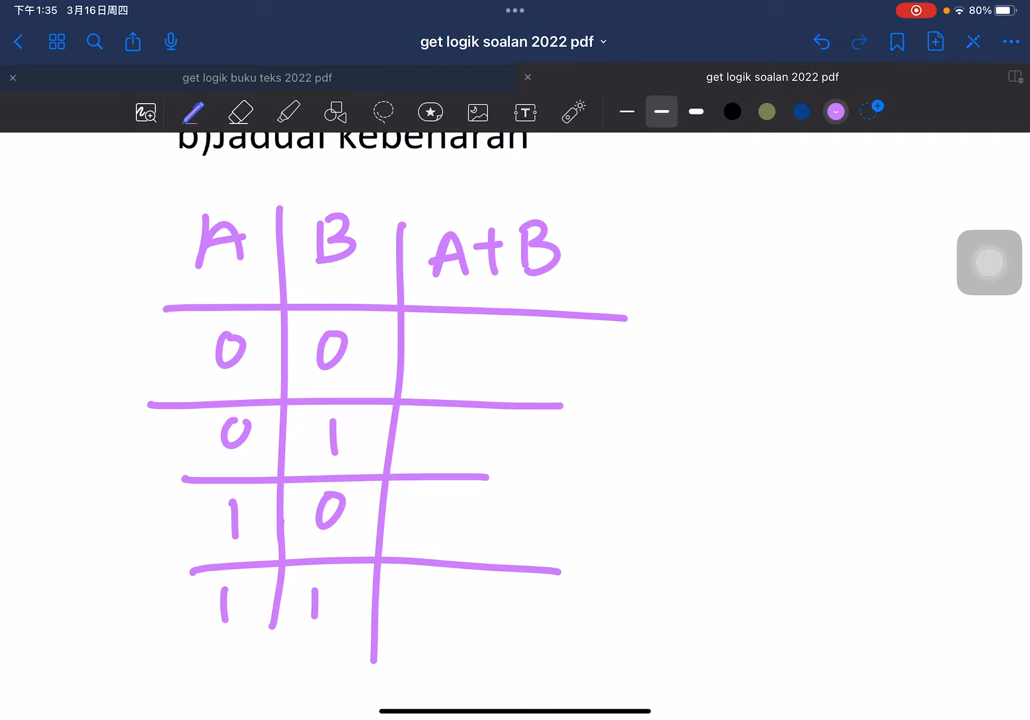 下午1:35 3月16日周四 80%
get logik soalan 2022 pdf
get logik buku teks 2022 pdf get logik soalan 2022 pdf
b)Jadual kebenaran
A B A+B
0 0
0 1
1 0
1 1